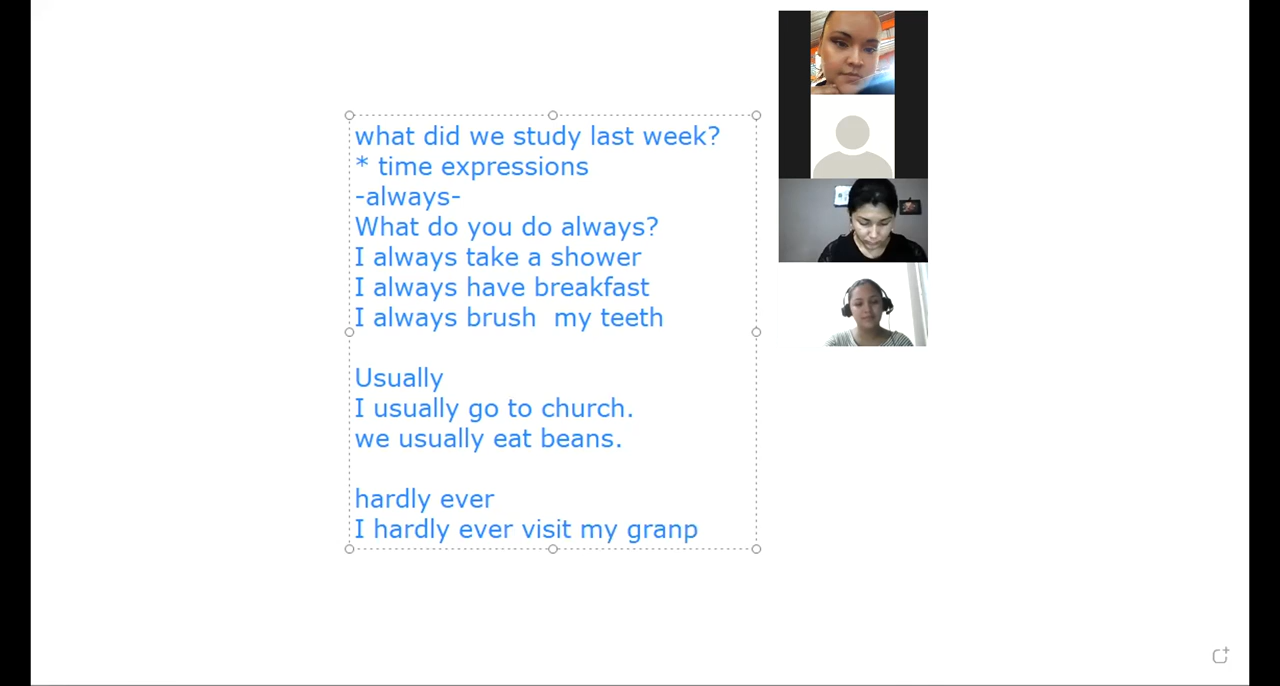 what did we study last week?
* time expressions
-always-
What do you do always?
I always take a shower
I always have breakfast
I always brush  my teeth
Usually
I usually go to church.
we usually eat beans.
hardly ever
I hardly ever visit my granp